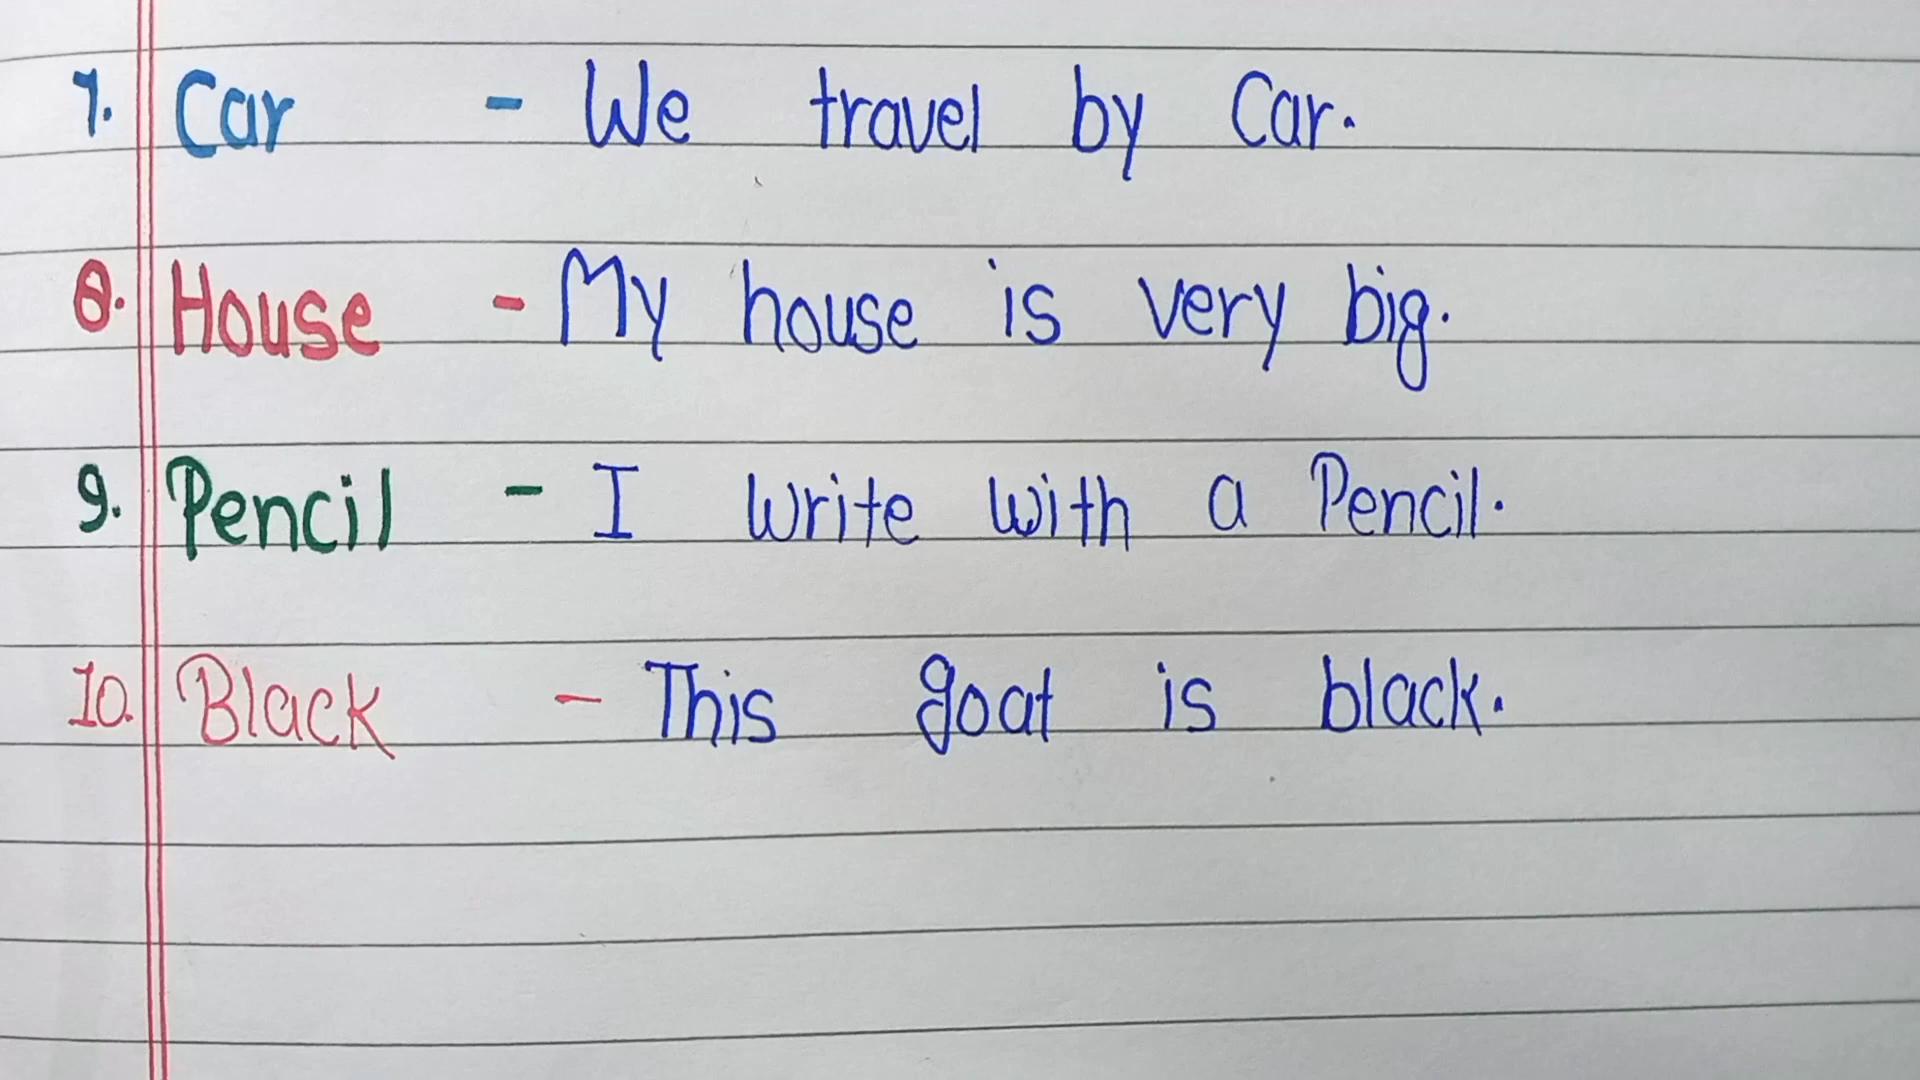 7. Car - We travel by Car.
8. House - My house is very big.
9. Pencil - I write with a Pencil.
10. Black - This goat is black.